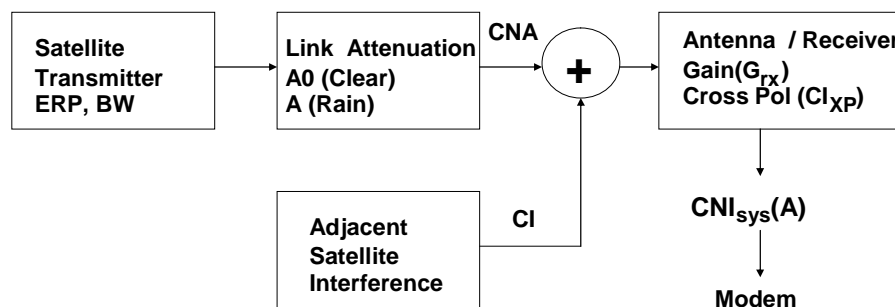 Satellite
Transmitter
ERP, BW
Link Attenuation
A0 (Clear)
A (Rain)
CNA
+
Antenna / Receiver
Gain(Grx)
Cross Pol (CIXP)
Adjacent
Satellite
Interference
CI
CNIsys(A)
Modem